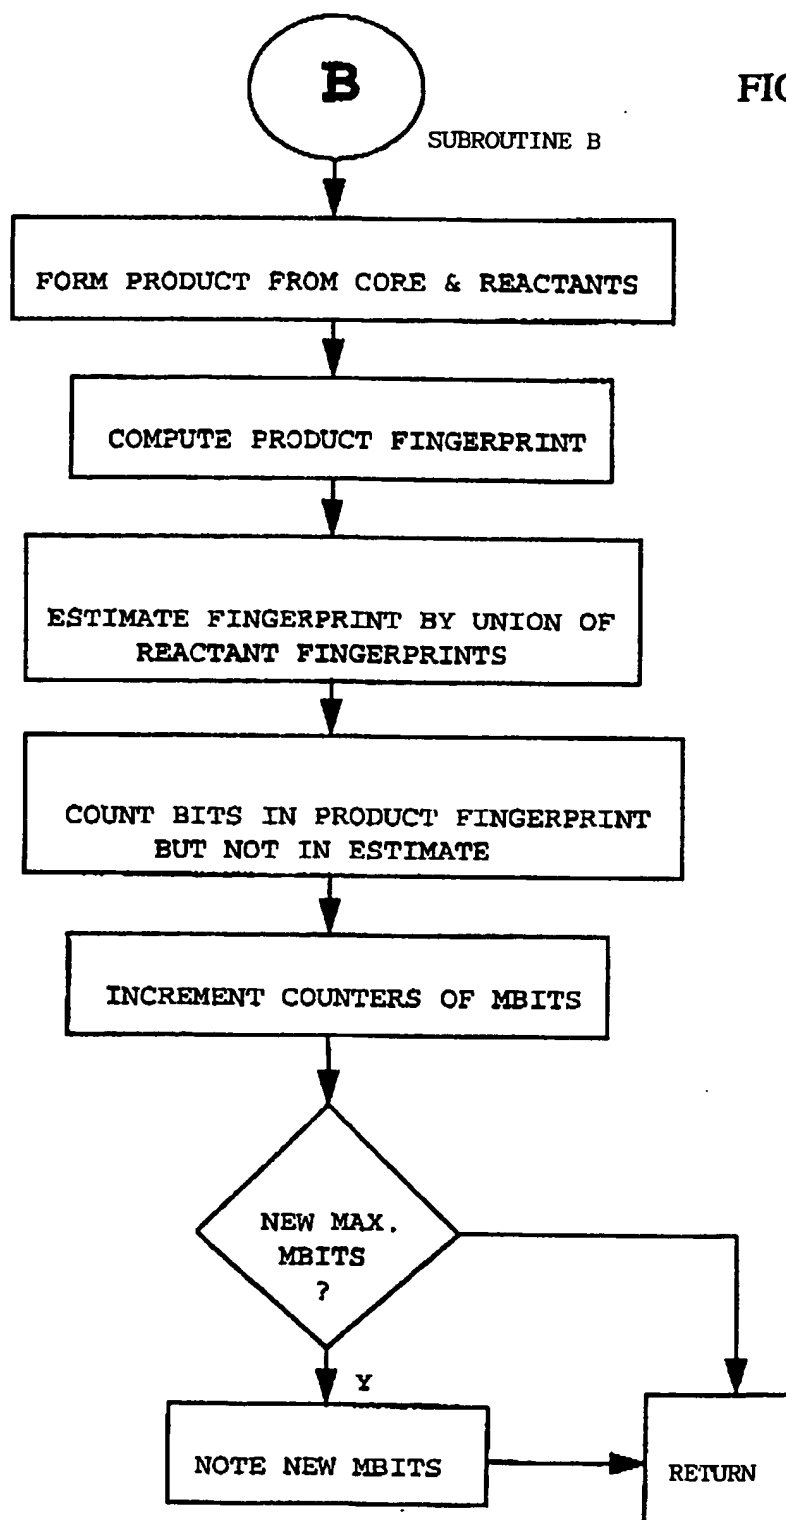 B
FIG
SUBROUTINE B
FORM PRODUCT FROM CORE & REACTANTS
COMPUTE PRODUCT FINGERPRINT
ESTIMATE FINGERPRINT BY UNION OF
REACTANT FINGERPRINTS
COUNT BITS IN PRODUCT FINGERPRINT
BUT NOT IN ESTIMATE
INCREMENT COUNTERS OF MBITS
NEW MAX.
MBITS
?
Y
NOTE NEW MBITS
RETURN